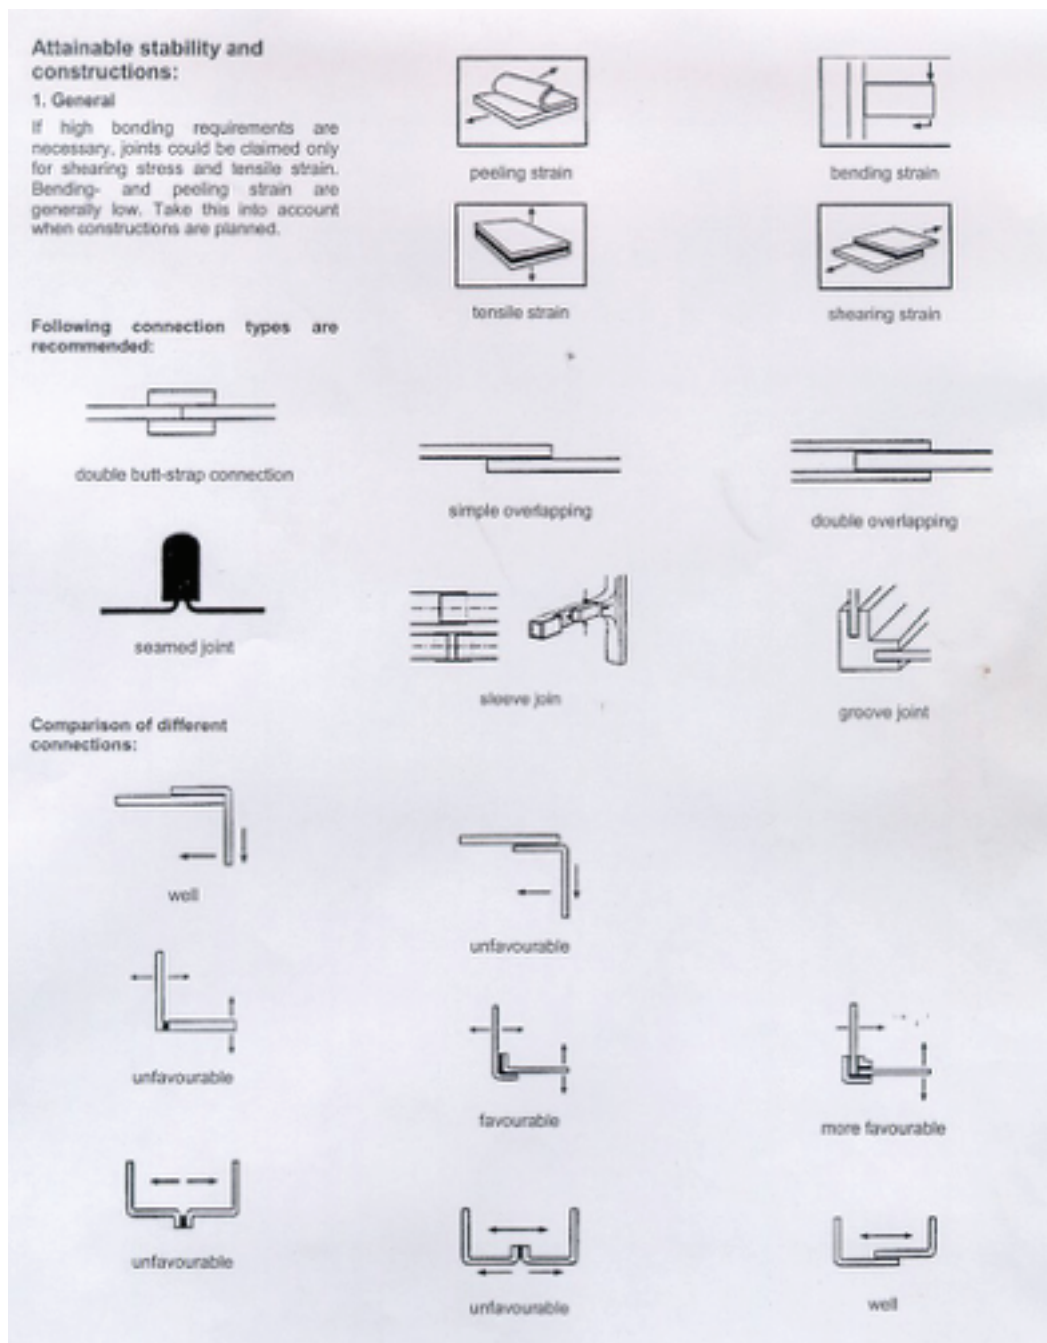 Attainable stability and
constructions:
1. General
If high bonding requirements are
necessary, joints could be claimed only
for shearing stress and tensile strain.
Bending- and peeling strain are
generally low. Take this into account
when constructions are planned.
peeling strain
bending strain
tensile strain
shearing strain
Following connection types are
recommended:
double butt-strap connection
simple overlapping
double overlapping
seamed joint
sleeve join
groove joint
Comparison of different
connections:
well
unfavourable
unfavourable
favourable
more favourable
unfavourable
unfavourable
well